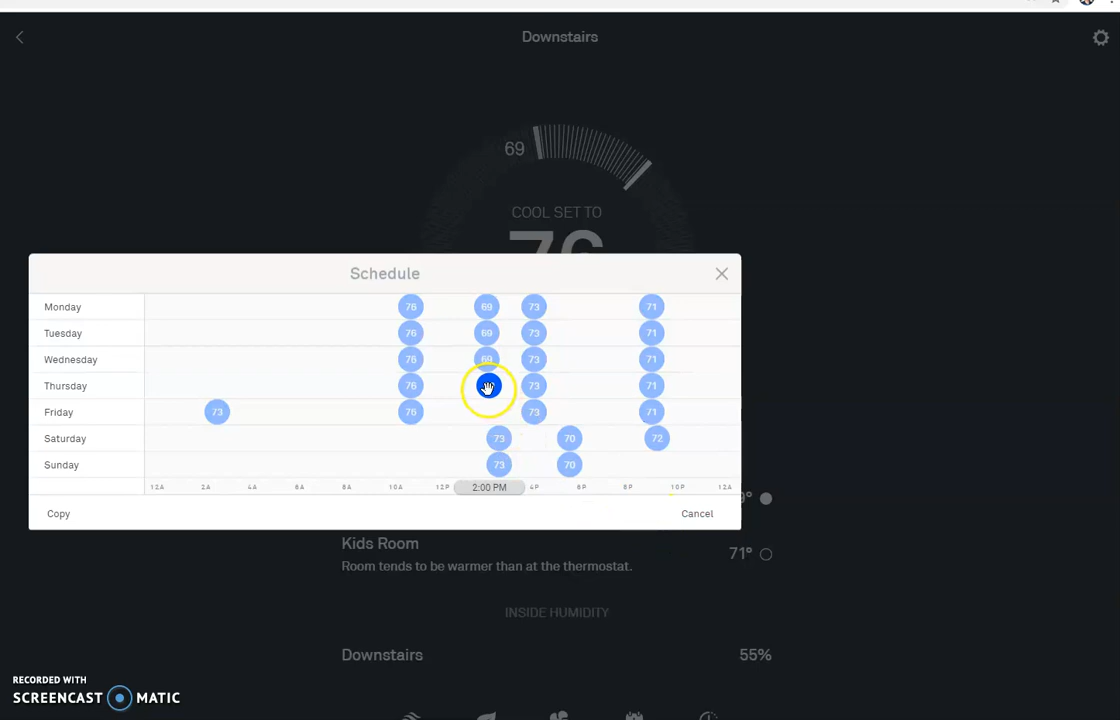 Downstairs
69
COOL SET TO
76
Schedule
Monday 76 69 73 71
Tuesday 76 69 73 71
Wednesday 76 69 73 71
Thursday 76 73 71
Friday 73 76 73 71
Saturday 73 70 72
Sunday 73 70
12A 2A 4A 6A 8A 10A 12P 2:00 PM 4P 6P 8P 10P 12A
Copy Cancel
Kids Room 71°
Room tends to be warmer than at the thermostat.
INSIDE HUMIDITY
Downstairs 55%
RECORDED WITH
SCREENCAST MATIC